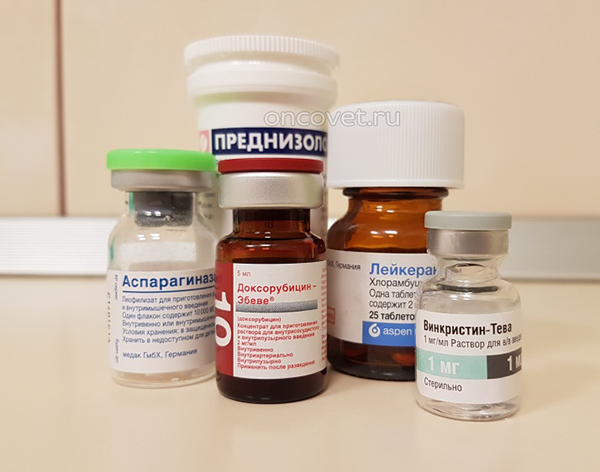 oncovet.ru
ПРЕДНИЗОЛО
Аспарагиназа
Лиофилизат для приготовления
и внутримышечного введения
Один флакон содержит 10 000
Внутривенно или внутримышечно
Условия хранения: в защищенном
Хранить в недоступном для
медак ГмбХ, Германия
5 мл
Доксорубицин –
Эбеве®
(доксорубицин)
Концентрат для приготовления
раствора для внутрисосудистого
и внутрипузырного введения
2 мг/мл
Внутривенно
Внутриартериально
Внутрипузырно
Применять после разведения
10
Германия
Лейкеран
Хлорамбуц
Одна таблет
содержит 2
25 таблето
aspen
Винкристин-Тева
1 мг/мл Раствор для в/в введ
1 мг
1 м
Стерильно